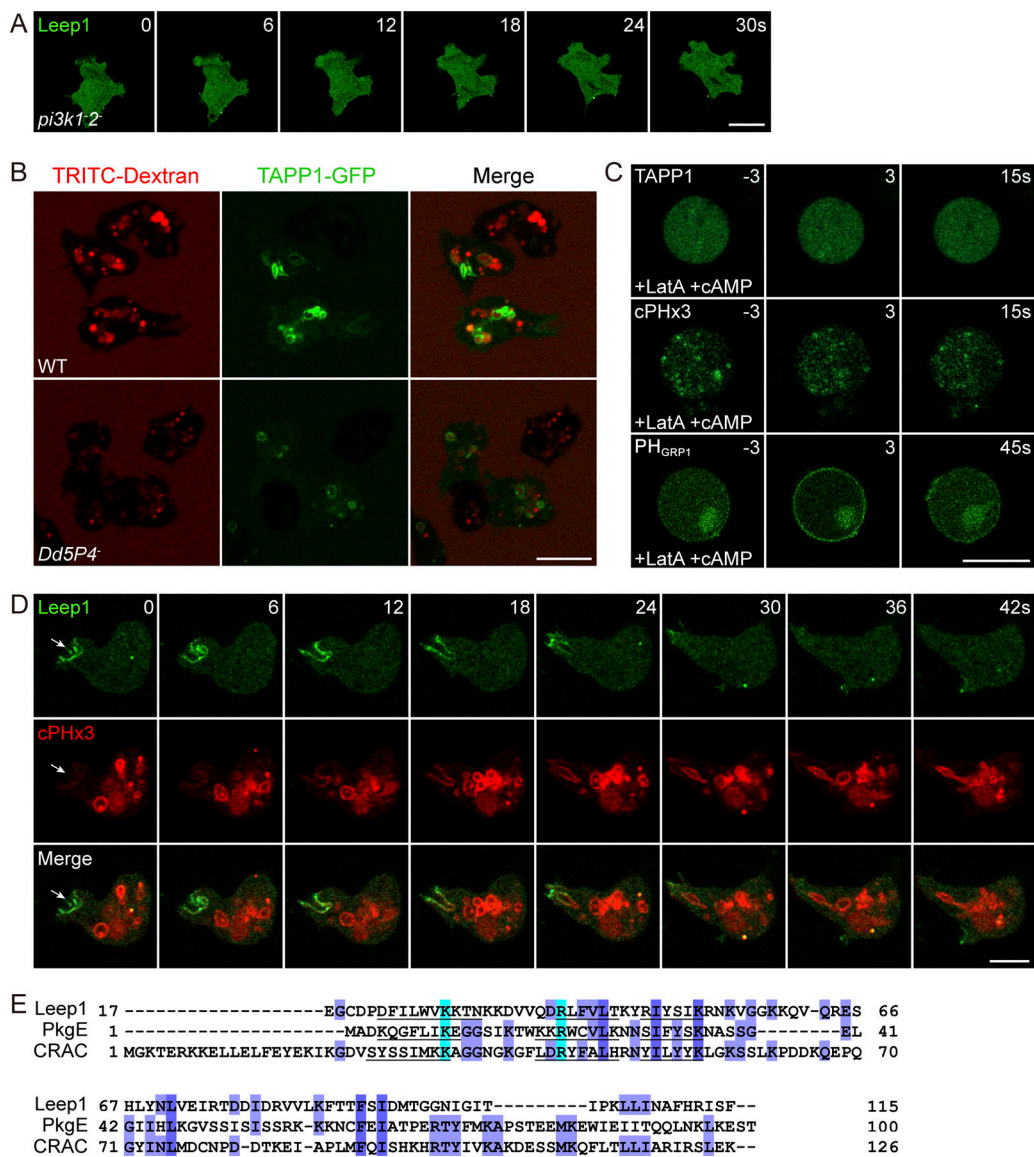 A
Leep1 0 6 12 18 24 30s
pi3k1-2-
B
TRITC-Dextran TAPP1-GFP Merge
WT
Dd5P4-
C
TAPP1 -3 3 15s
+LatA +cAMP
cPHx3 -3 3 15s
+LatA +cAMP
PHGRP1 -3 3 45s
+LatA +cAMP
D
Leep1 0 6 12 18 24 30 36 42s
cPHx3
Merge
E
Leep1 17 --------------------EGCDPDFILWVKKTNKKDVVQDRLFVLTKYRIYSIKRNKVGGKKQV-QRES 66
PkgE 1 ---------------------MADKQGFLIKEGGSIKTWKKRWCVLKNNSIFYSKNASSG---------EL 41
CRAC 1 MGKTERKKELLELFEYEKIKGDVSYSSIMKKAGGNGKGFLDRYFALHRNYILYYKLGKSSLKPDDKQEPQ 70
Leep1 67 HLYNLVEIRTDDIDRVVLKFTTFSIDMTGGNIGIT-----------IPKLLINAFHRISF-- 115
PkgE 42 GIIHLKGVSSISISSRK-KKNCFEIATPERTYFMKAPSTEEMKEWIEIITQQLNKLKEST 100
CRAC 71 GYINLMDCNPD-DTKEI-APLMFQISHKHRTYIVKAKDESSMKQFLTLLIARIRSLEK-- 126